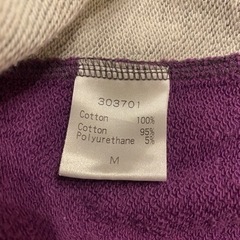 303701
Cotton 100%
Cotton 95%
Polyurethane 5%
M